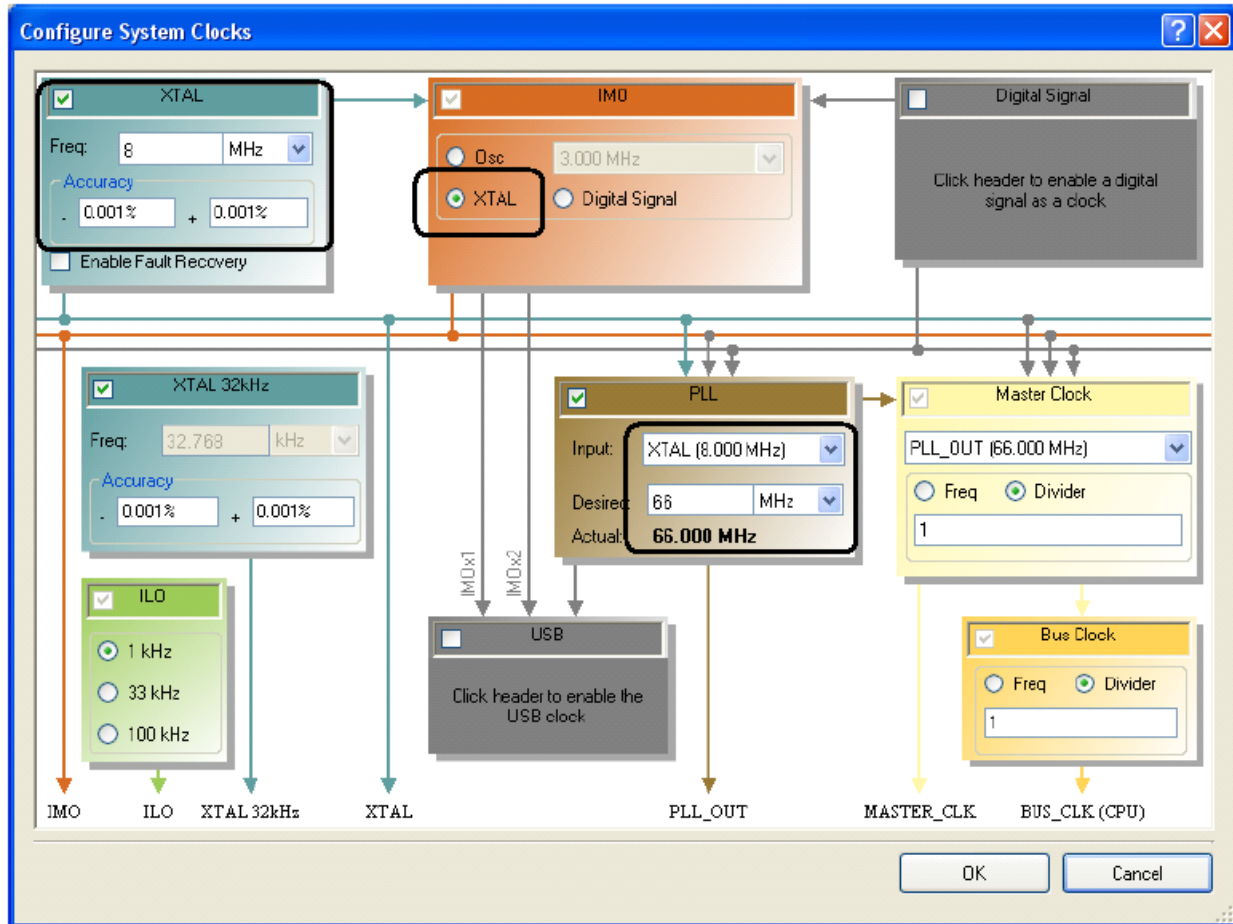 Configure System Clocks
XTAL
Freq:
8
MHz
Accuracy
- 0.001% + 0.001%
Enable Fault Recovery
IMO
Osc
3.000 MHz
XTAL
Digital Signal
Digital Signal
Click header to enable a digital
signal as a clock
XTAL 32kHz
Freq:
32.768
kHz
Accuracy
- 0.001% + 0.001%
PLL
Input:
XTAL (8.000 MHz)
Desired:
66
MHz
Actual:
66.000 MHz
Master Clock
PLL_OUT (66.000 MHz)
Freq
Divider
1
IMOx1
IMOx2
ILO
1 kHz
33 kHz
100 kHz
USB
Click header to enable the
USB clock
Bus Clock
Freq
Divider
1
IMO
ILO
XTAL 32kHz
XTAL
PLL_OUT
MASTER_CLK
BUS_CLK (CPU)
OK
Cancel